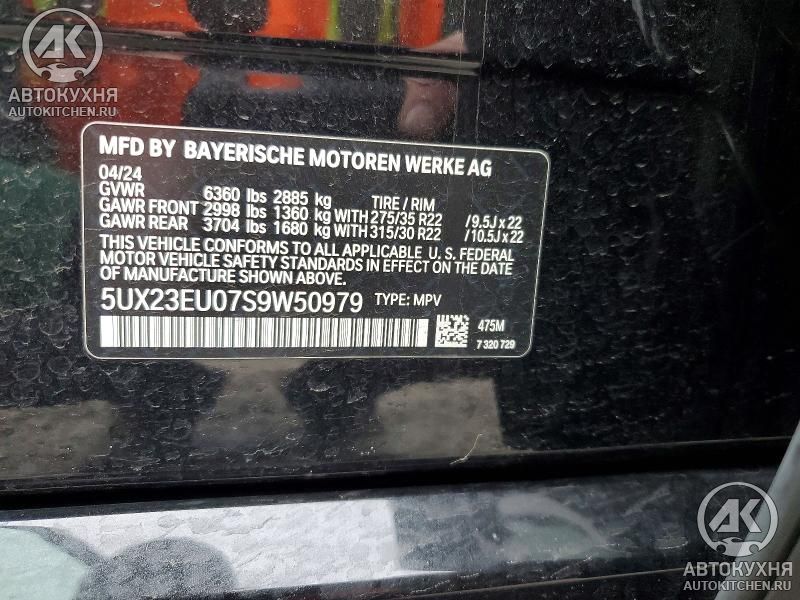 АК
АВТОКУХНЯ
AUTOKITCHEN.RU
MFD BY BAYERISCHE MOTOREN WERKE AG
04/24
GVWR 6360 lbs 2885 kg TIRE / RIM
GAWR FRONT 2998 lbs 1360 kg WITH 275/35 R22 /9.5J x 22
GAWR REAR 3704 lbs 1680 kg WITH 315/30 R22 /10.5J x 22
THIS VEHICLE CONFORMS TO ALL APPLICABLE U. S. FEDERAL
MOTOR VEHICLE SAFETY STANDARDS IN EFFECT ON THE DATE OF
MANUFACTURE SHOWN ABOVE.
5UX23EU07S9W50979 TYPE: MPV
475M
7 320 729
АК
АВТОКУХНЯ
AUTOKITCHEN.RU